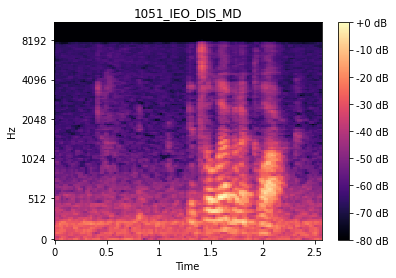 1051_IEO_DIS_MD
8192
4096
2048
1024
512
0
Hz
0
0.5
1
1.5
2
2.5
Time
+0 dB
-10 dB
-20 dB
-30 dB
-40 dB
-50 dB
-60 dB
-70 dB
-80 dB